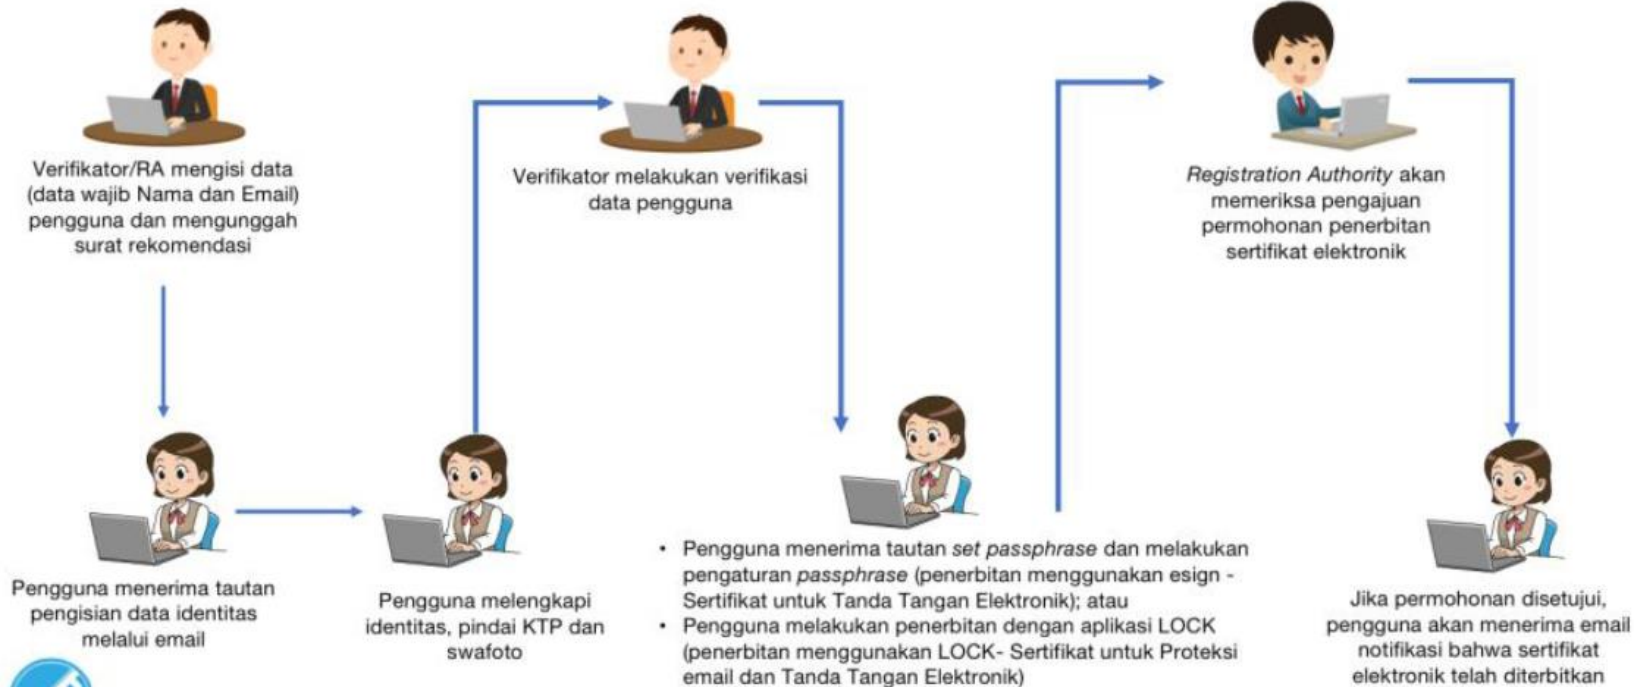 Verifikator/RA mengisi data
(data wajib Nama dan Email)
pengguna dan mengunggah
surat rekomendasi
Pengguna menerima tautan
pengisian data identitas
melalui email
Pengguna melengkapi
identitas, pindai KTP dan
swafoto
Verifikator melakukan verifikasi
data pengguna
• Pengguna menerima tautan set passphrase dan melakukan
pengaturan passphrase (penerbitan menggunakan esign -
Sertifikat untuk Tanda Tangan Elektronik); atau
• Pengguna melakukan penerbitan dengan aplikasi LOCK
(penerbitan menggunakan LOCK- Sertifikat untuk Proteksi
email dan Tanda Tangan Elektronik)
Registration Authority akan
memeriksa pengajuan
permohonan penerbitan
sertifikat elektronik
Jika permohonan disetujui,
pengguna akan menerima email
notifikasi bahwa sertifikat
elektronik telah diterbitkan